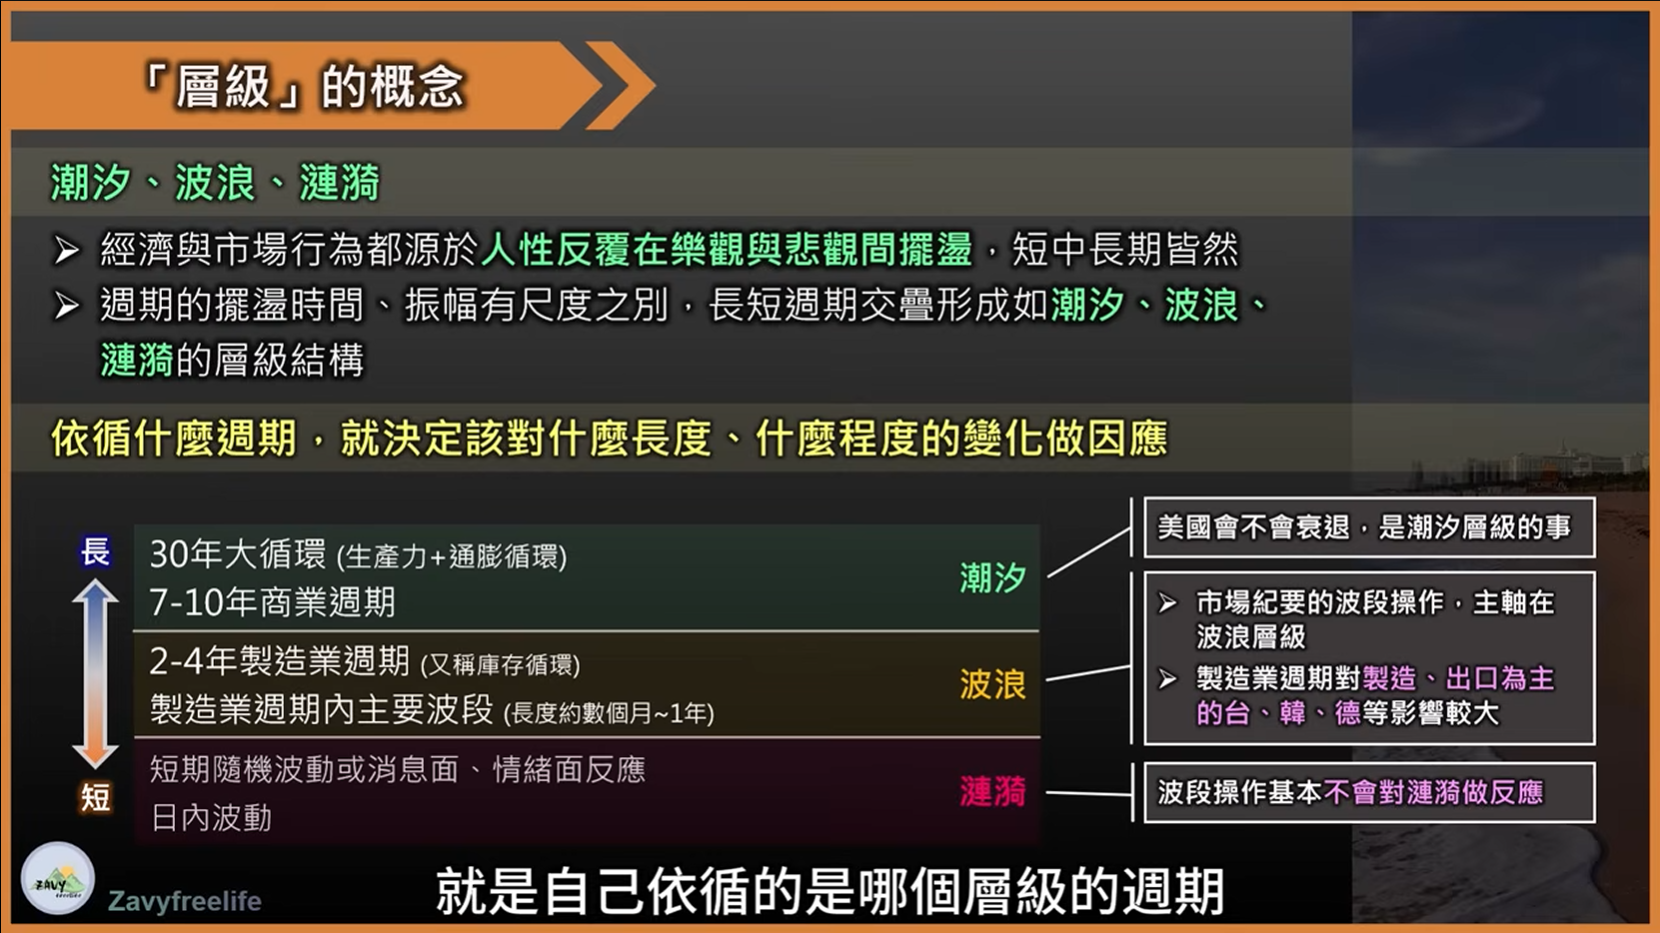 「層級」的概念
潮汐、波浪、漣漪
➢ 經濟與市場行為都源於人性反覆在樂觀與悲觀間擺盪，短中長期皆然
➢ 週期的擺盪時間、振幅有尺度之別，長短週期交疊形成如潮汐、波浪、
漣漪的層級結構
依循什麼週期，就決定該對什麼長度、什麼程度的變化做因應
長
30年大循環 (生產力+通膨循環)
7-10年商業週期
潮汐
美國會不會衰退，是潮汐層級的事
2-4年製造業週期 (又稱庫存循環)
製造業週期內主要波段 (長度約數個月~1年)
波浪
➢ 市場紀要的波段操作，主軸在
波浪層級
➢ 製造業週期對製造、出口為主
的台、韓、德等影響較大
短期隨機波動或消息面、情緒面反應
日內波動
漣漪
波段操作基本不會對漣漪做反應
短
ZAVY
freelife
Zavyfreelife
就是自己依循的是哪個層級的週期